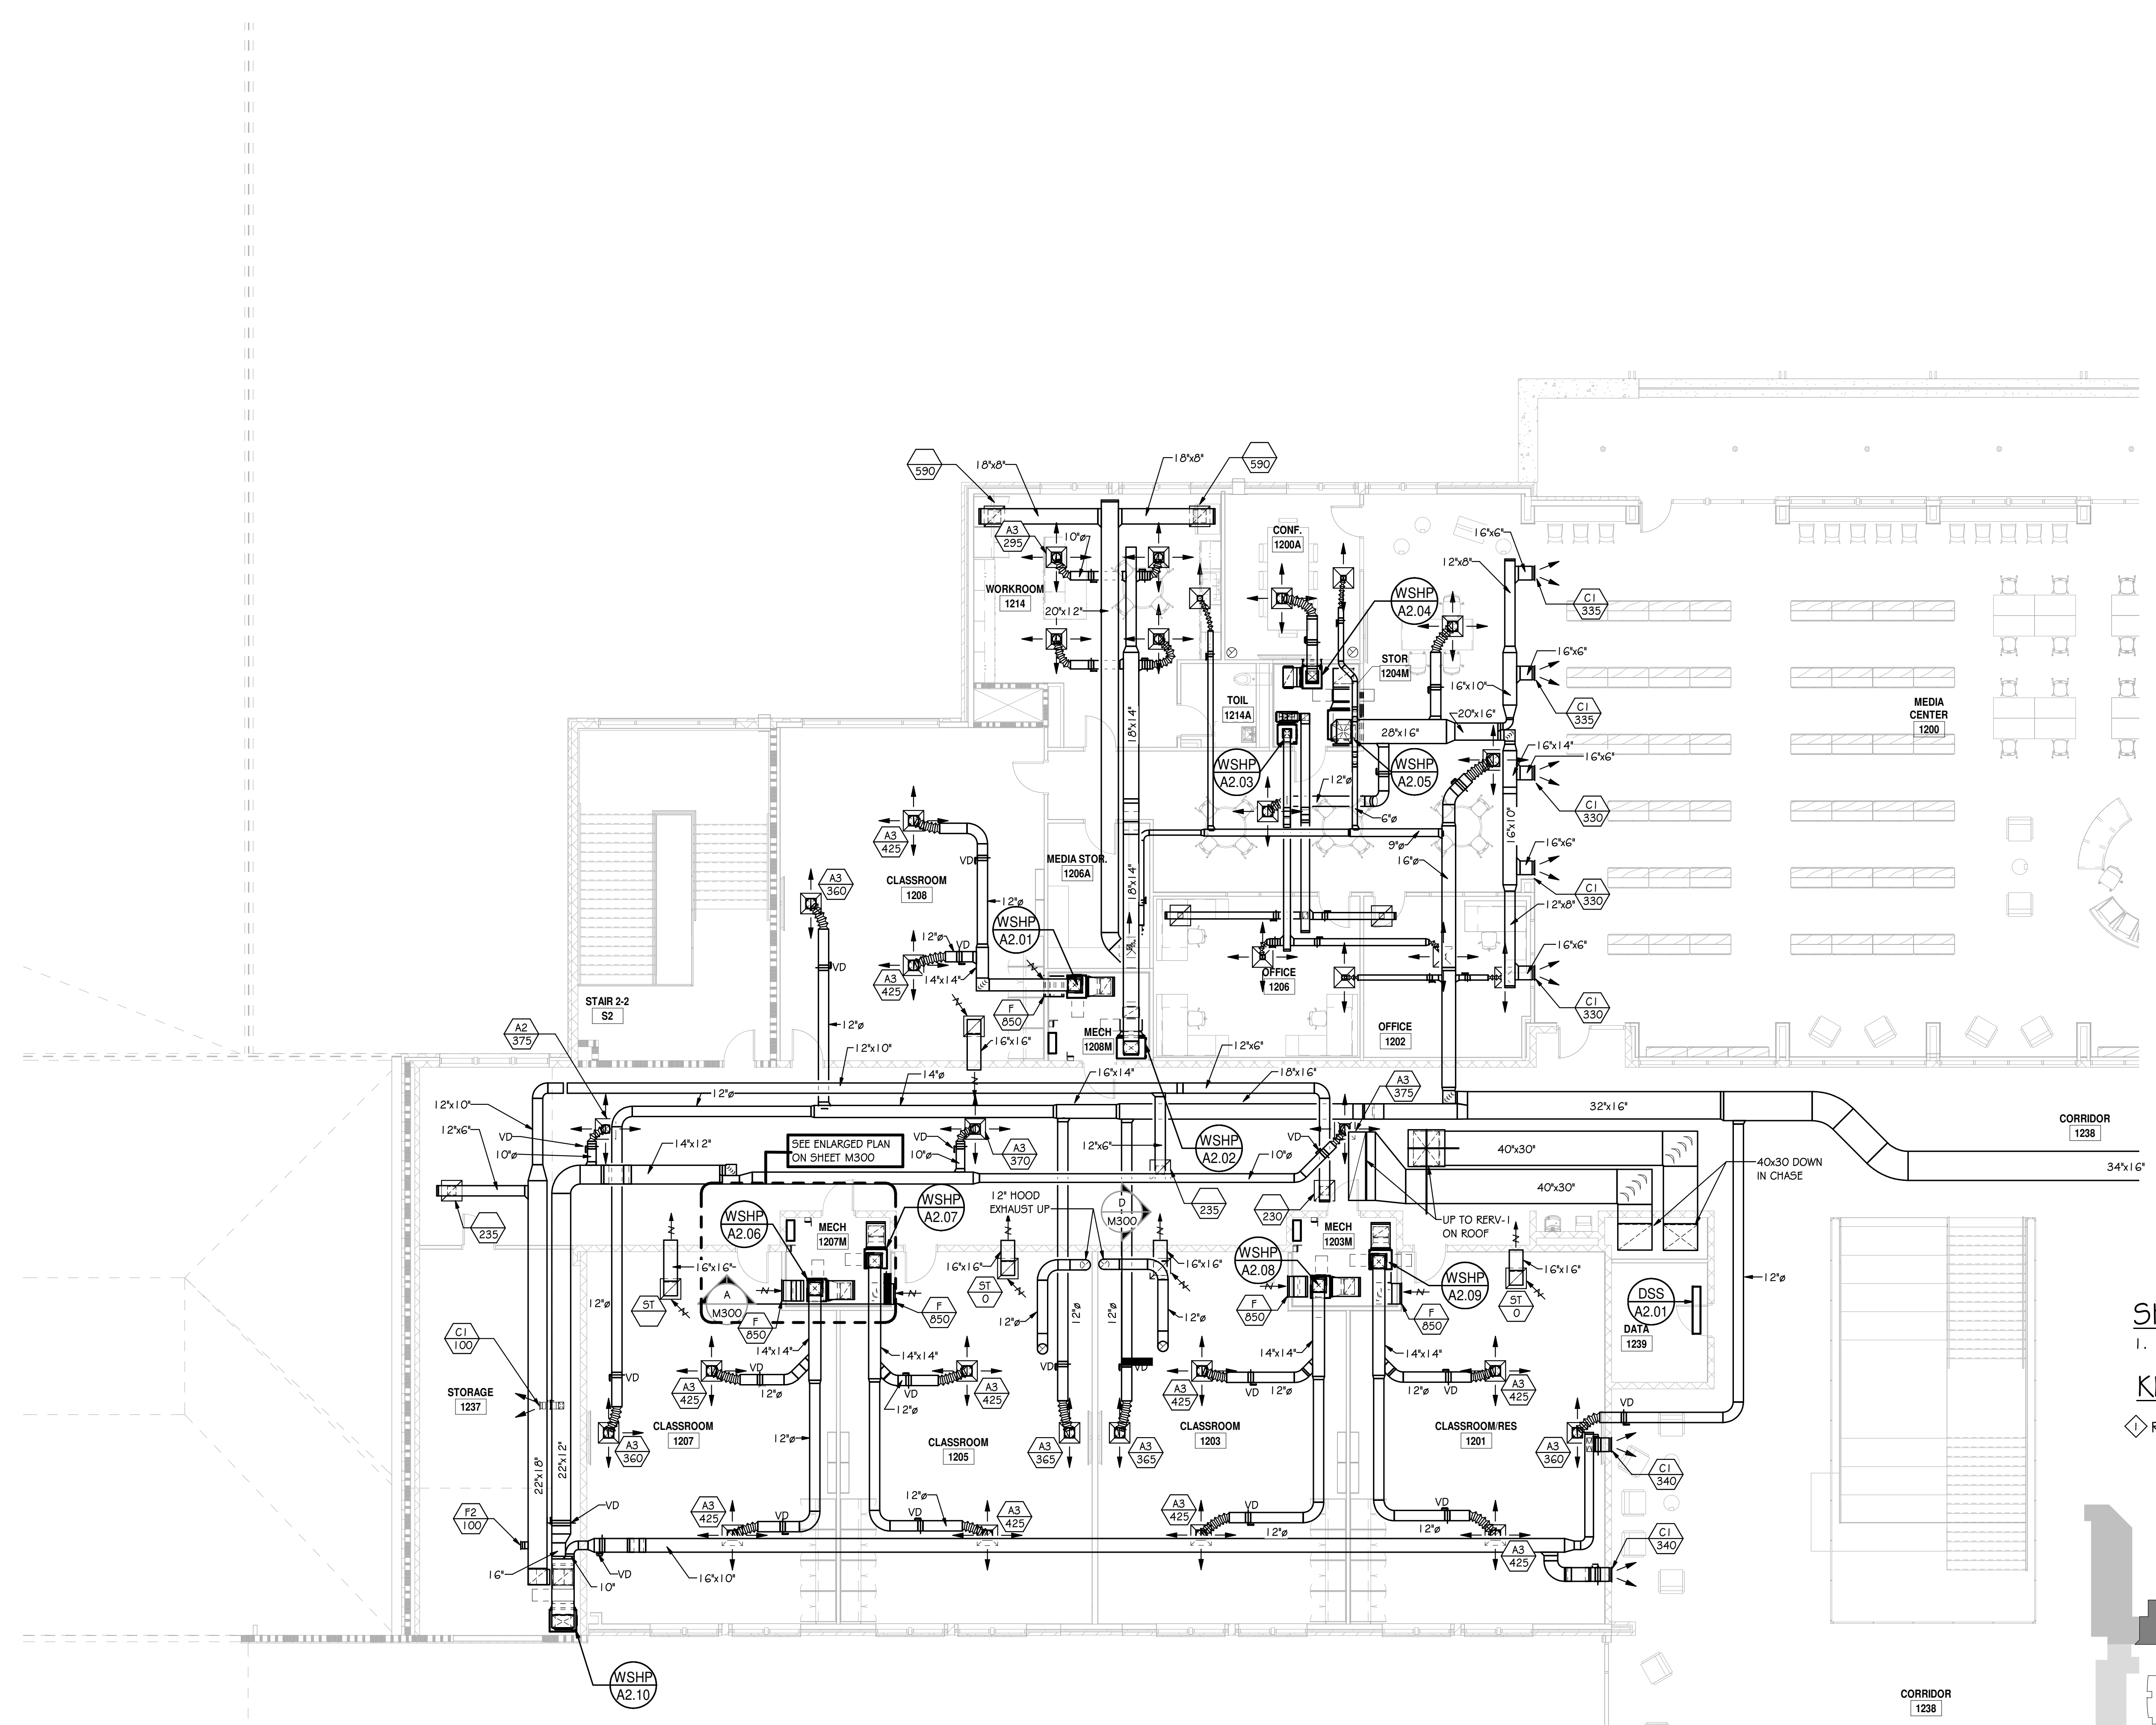 590
18"x8"
18"x8"
590
A3
295
10"ø
CONF.
1200A
16"x6"
12"x8"
WORKROOM
1214
20"x12"
WSHP
A2.04
C1
335
STOR
1204M
16"x6"
16"x10"
TOIL
1214A
18"x14"
MEDIA
CENTER
1200
C1
335
20"x16"
28"x16"
16"x14"
16"x6"
WSHP
A2.03
WSHP
A2.05
12"ø
6"ø
C1
330
16"x10"
A3
425
VD
9"ø
16"ø
16"x6"
MEDIA STOR.
1206A
CLASSROOM
1208
A3
360
18"x14"
C1
330
12"ø
12"x8"
WSHP
A2.01
12"ø
VD
VD
A3
425
14"x14"
16"x6"
OFFICE
1206
STAIR 2-2
S2
F
850
C1
330
A2
375
12"ø
MECH
1208M
OFFICE
1202
16"x16"
12"x10"
12"x6"
14"ø
16"x14"
18"x16"
A3
375
12"ø
12"x10"
12"x6"
32"x16"
CORRIDOR
1238
VD
10"ø
14"x12"
SEE ENLARGED PLAN
ON SHEET M300
VD
10"ø
A3
370
12"x6"
WSHP
A2.02
VD
10"ø
40"x30"
40x30 DOWN
IN CHASE
34"x16"
40"x30"
235
WSHP
A2.06
MECH
1207M
WSHP
A2.07
12" HOOD
EXHAUST UP
D
M300
235
230
MECH
1203M
UP TO RERV-1
ON ROOF
WSHP
A2.08
16"x16"
16"x16"
16"x16"
16"x16"
12"ø
ST
A
M300
ST
0
WSHP
A2.09
ST
0
DSS
A2.01
12"ø
F
850
F
850
12"ø
12"ø
12"ø
12"ø
F
850
F
850
DATA
1239
C1
100
14"x14"
14"x14"
14"x14"
14"x14"
VD
VD
VD
VD
A3
425
12"ø
VD
12"ø
A3
425
A3
425
VD
12"ø
12"ø
VD
A3
425
1.
STORAGE
1237
VD
CLASSROOM
1207
12"ø
CLASSROOM
1205
CLASSROOM
1203
CLASSROOM/RES
1201
A3
360
A3
365
A3
365
A3
360
C1
340
22"x18"
22"x12"
F2
100
VD
A3
425
VD
VD
12"ø
A3
425
A3
425
VD
12"ø
VD
12"ø
A3
425
C1
340
16"
10"
VD
16"x10"
WSHP
A2.10
CORRIDOR
1238